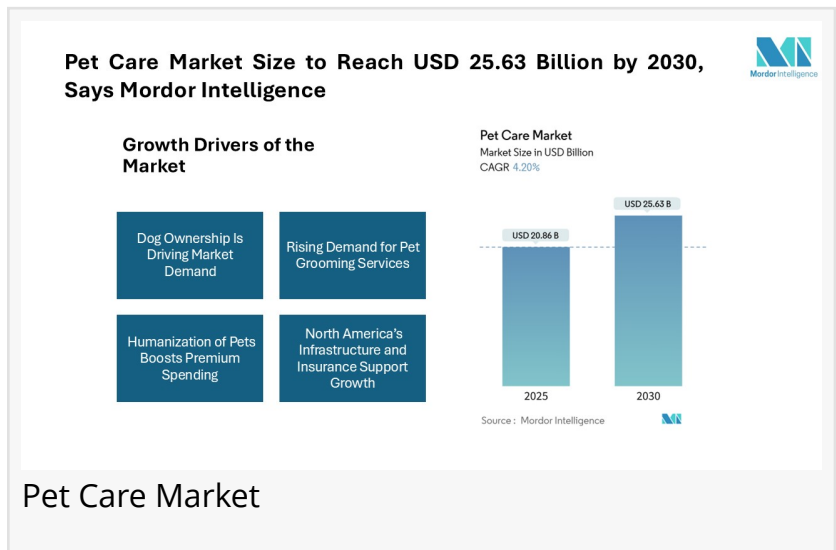 Pet Care Market Size to Reach USD 25.63 Billion by 2030,
Says Mordor Intelligence
Mordor Intelligence
Growth Drivers of the
Market
Dog Ownership Is
Driving Market
Demand
Rising Demand for Pet
Grooming Services
Humanization of Pets
Boosts Premium
Spending
North America's
Infrastructure and
Insurance Support
Growth
Pet Care Market
Market Size in USD Billion
CAGR 4.20%
USD 20.86 B
USD 25.63 B
2025
2030
Source : Mordor Intelligence
Pet Care Market